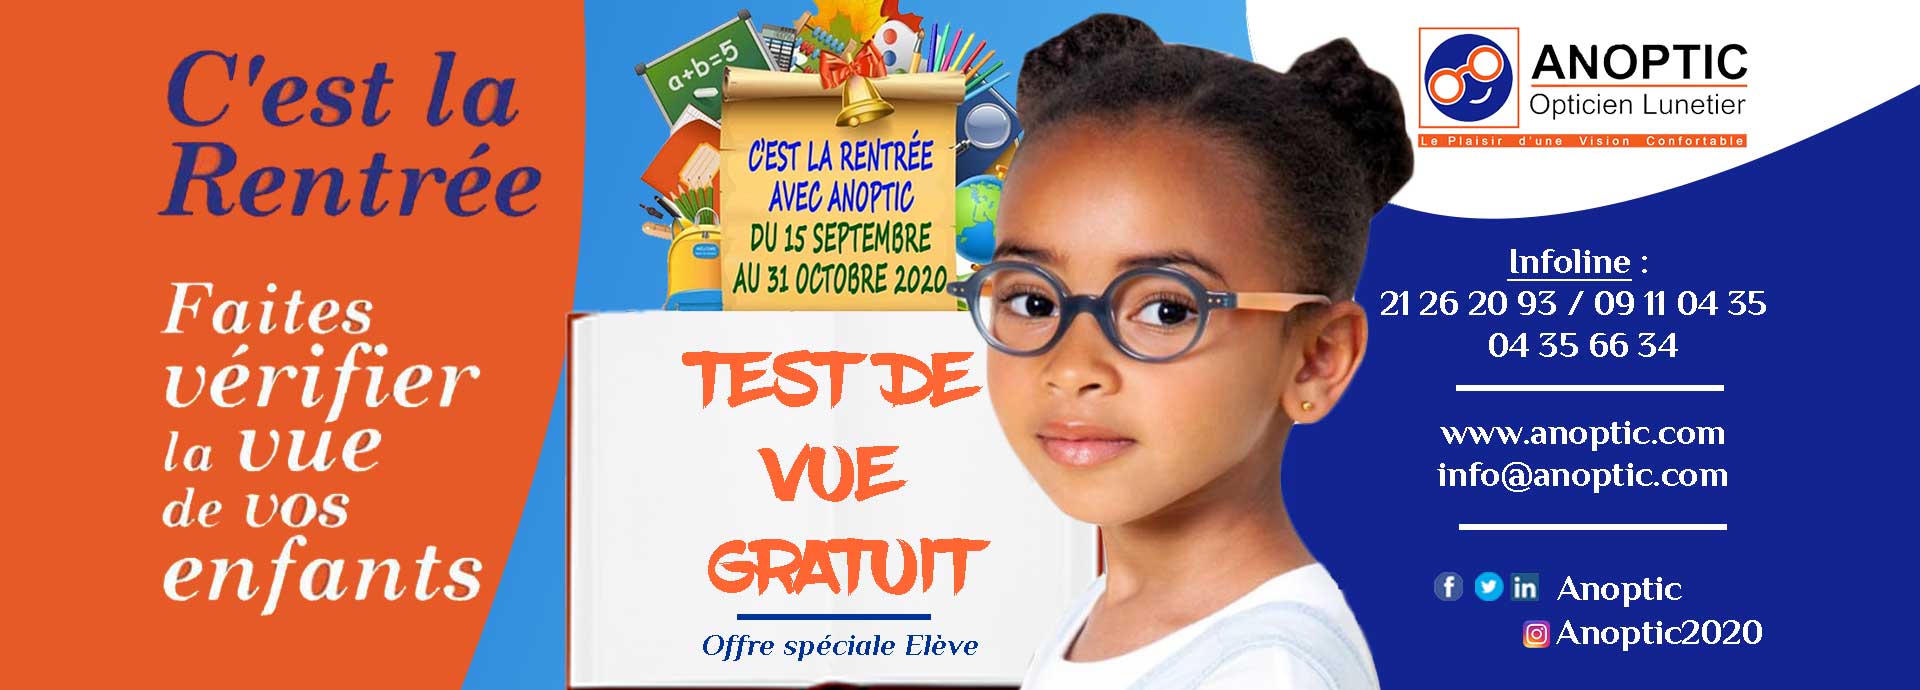 C'est la
Rentrée
Faites
vérifier
la vue
de vos
enfants
a+b=5
C'EST LA RENTRÉE
AVEC ANOPTIC
DU 15 SEPTEMBRE
AU 31 OCTOBRE 2020
TEST DE
VUE
GRATUIT
Offre spéciale Elève
ANOPTIC
Opticien Lunetier
Le Plaisir d'une Vision Confortable
Infoline :
21 26 20 93 / 09 11 04 35
04 35 66 34
www.anoptic.com
info@anoptic.com
f in Anoptic
Anoptic2020